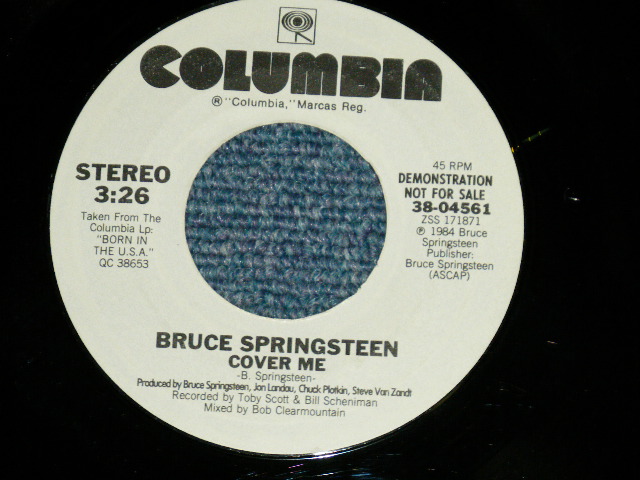 COLUMBIA
® "Columbia," Marcas Reg.
STEREO
3:26
Taken From The
Columbia Lp:
"BORN IN
THE U.S.A."
QC 38653
45 RPM
DEMONSTRATION
NOT FOR SALE
38-04561
ZSS 171871
℗ 1984 Bruce
Springsteen
Publisher:
Bruce Springsteen
(ASCAP)
BRUCE SPRINGSTEEN
COVER ME
-B. Springsteen-
Produced by Bruce Springsteen, Jon Landau, Chuck Plotkin, Steve Van Zandt
Recorded by Toby Scott & Bill Scheniman
Mixed by Bob Clearmountain